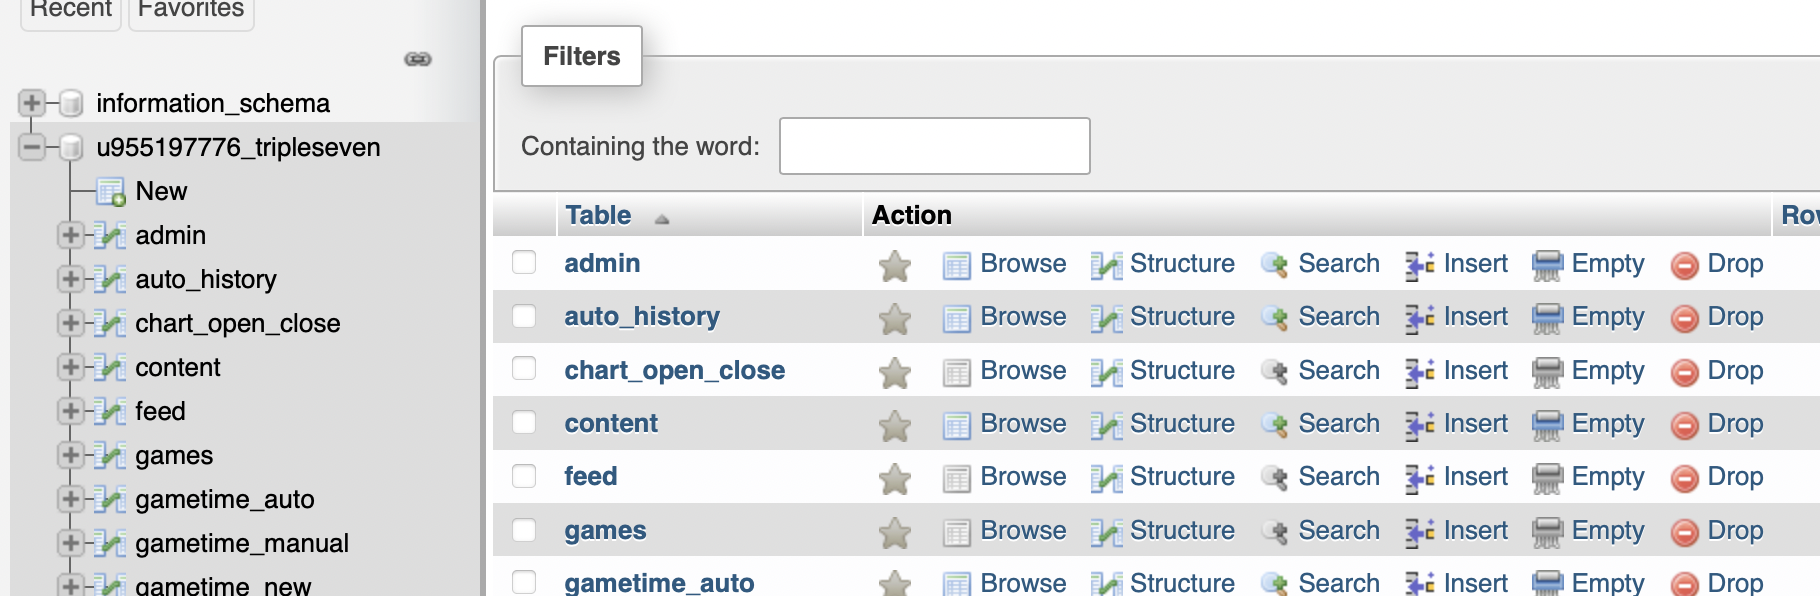 Recent Favorites
information_schema
u955197776_tripleseven
New
admin
auto_history
chart_open_close
content
feed
games
gametime_auto
gametime_manual
gametime_new
Filters
Containing the word:
Table Action
admin Browse Structure Search Insert Empty Drop
auto_history Browse Structure Search Insert Empty Drop
chart_open_close Browse Structure Search Insert Empty Drop
content Browse Structure Search Insert Empty Drop
feed Browse Structure Search Insert Empty Drop
games Browse Structure Search Insert Empty Drop
gametime_auto Browse Structure Search Insert Empty Drop